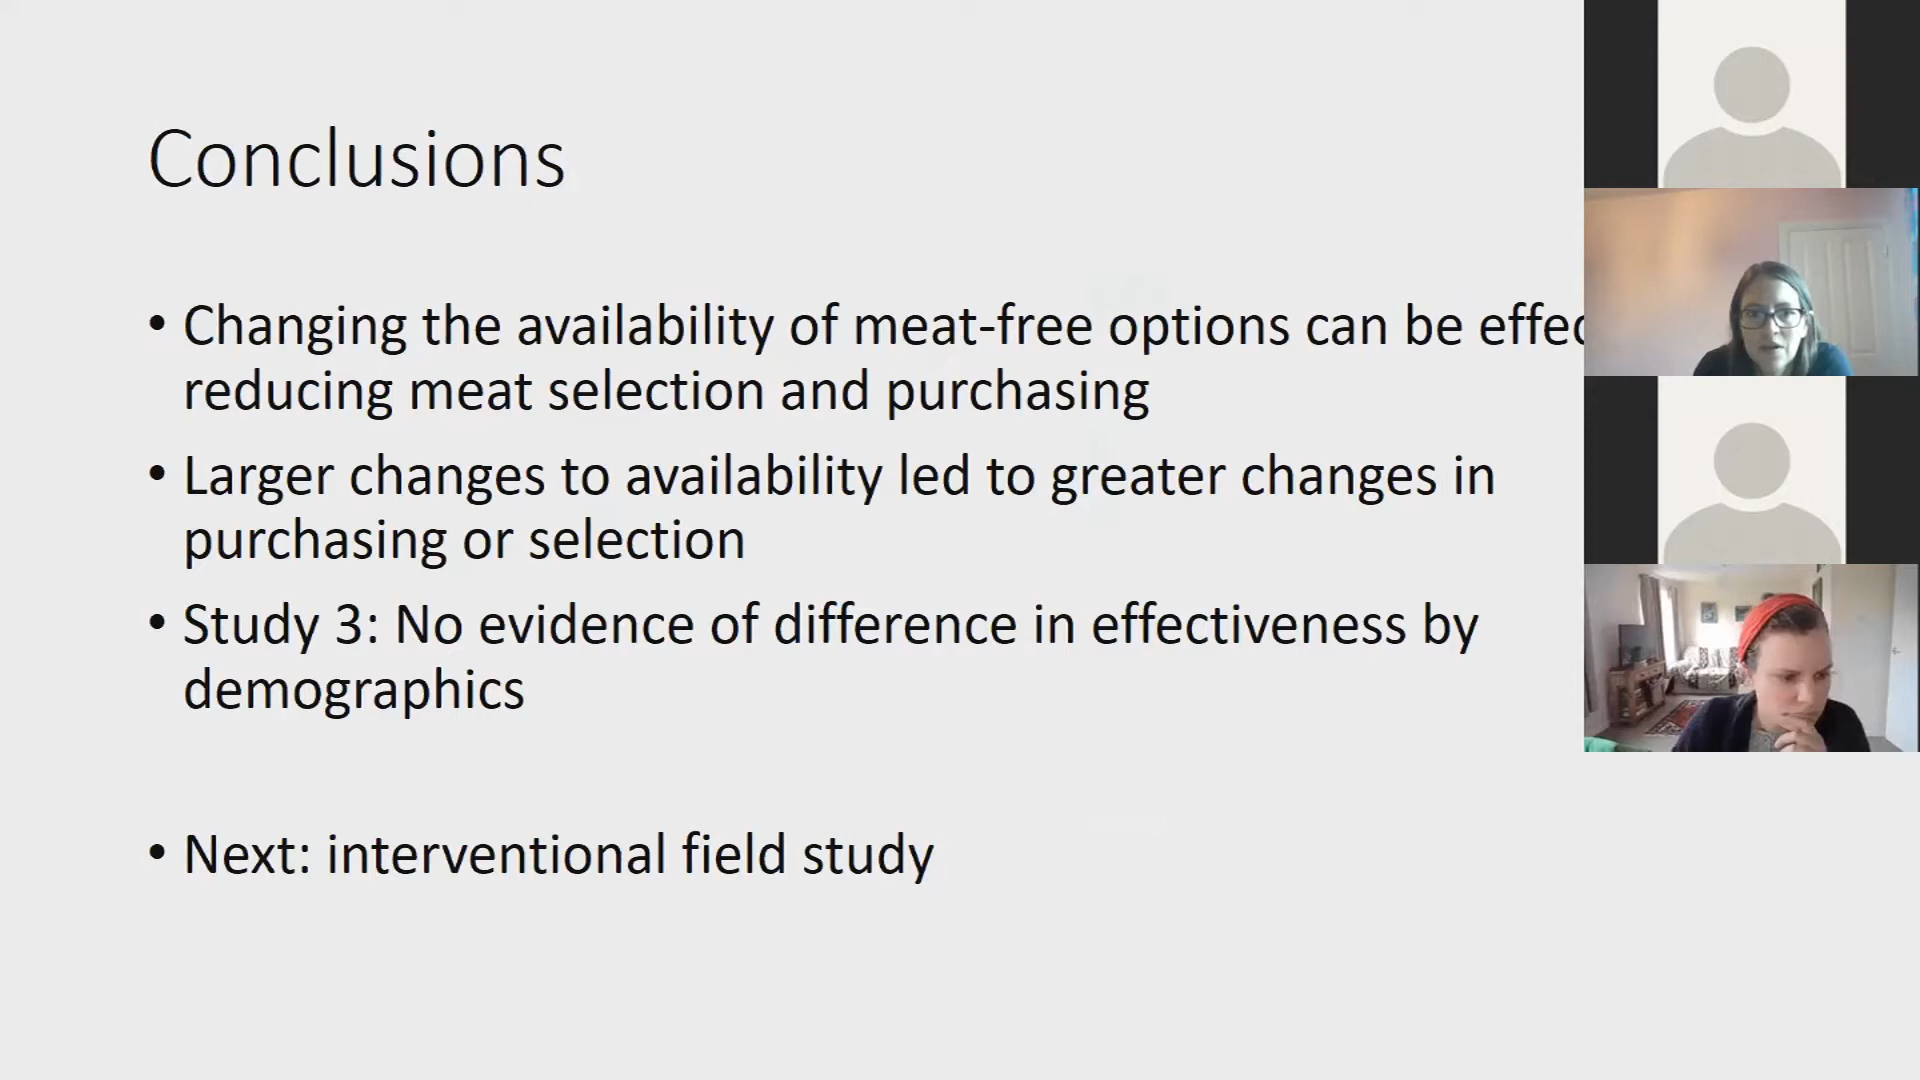 Conclusions
• Changing the availability of meat-free options can be
reducing meat selection and purchasing
• Larger changes to availability led to greater changes in
purchasing or selection
• Study 3: No evidence of difference in effectiveness by
demographics
• Next: interventional field study